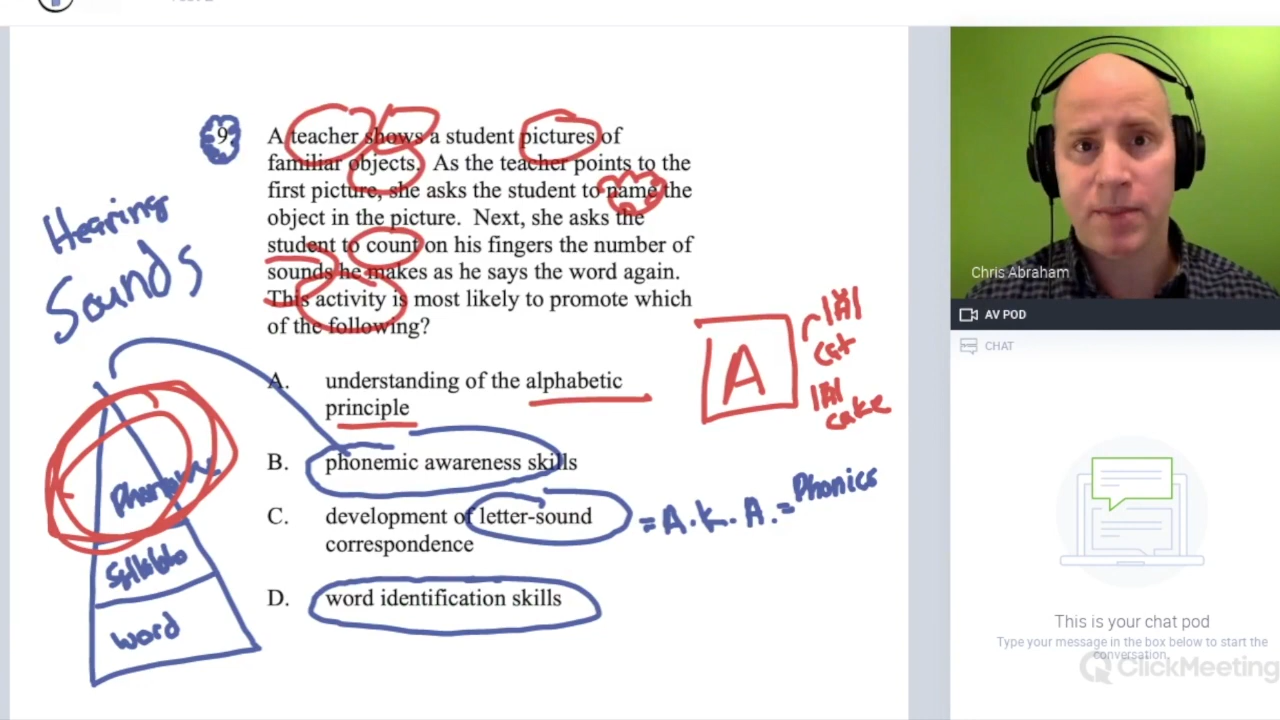 9.
A teacher shows a student pictures of
familiar objects. As the teacher points to the
first picture, she asks the student to name the
object in the picture. Next, she asks the
student to count on his fingers the number of
sounds he makes as he says the word again.
This activity is most likely to promote which
of the following?
A. understanding of the alphabetic
principle
B. phonemic awareness skills
C. development of letter-sound
correspondence
D. word identification skills
Hearing
Sounds
word
A
cat
cake
= A.K.A. = Phonics
Chris Abraham
AV POD
CHAT
This is your chat pod
Type your message in the box below to start the
conversation.
ClickMeeting